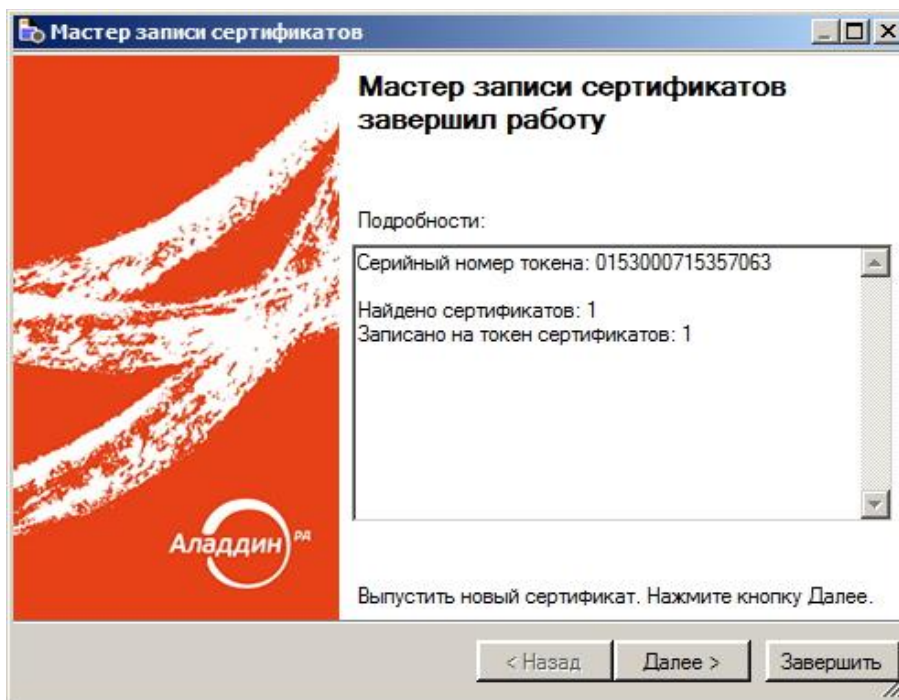 Мастер записи сертификатов
Мастер записи сертификатов
завершил работу
Подробности:
Серийный номер токена: 0153000715357063
Найдено сертификатов: 1
Записано на токен сертификатов: 1
Аладдин РД
Выпустить новый сертификат. Нажмите кнопку Далее.
< Назад
Далее >
Завершить